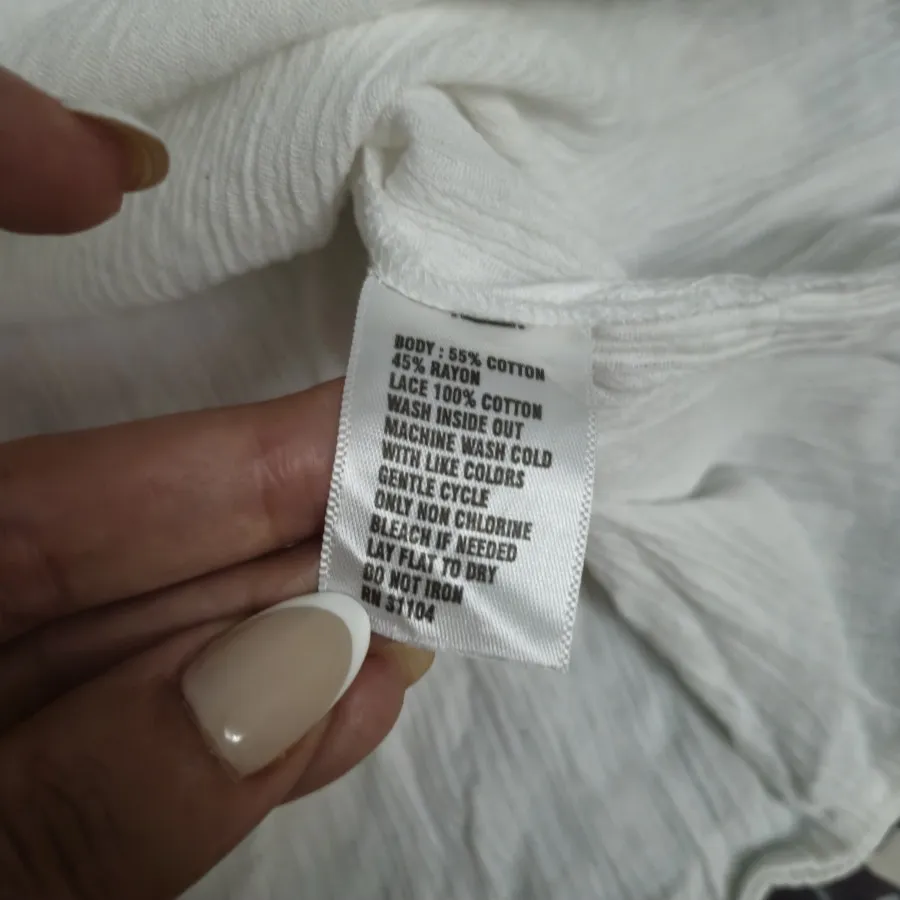 BODY : 55% COTTON
45% RAYON
LACE 100% COTTON
WASH INSIDE OUT
MACHINE WASH COLD
WITH LIKE COLORS
GENTLE CYCLE
ONLY NON CHLORINE
BLEACH IF NEEDED
LAY FLAT TO DRY
DO NOT IRON
RN 31104